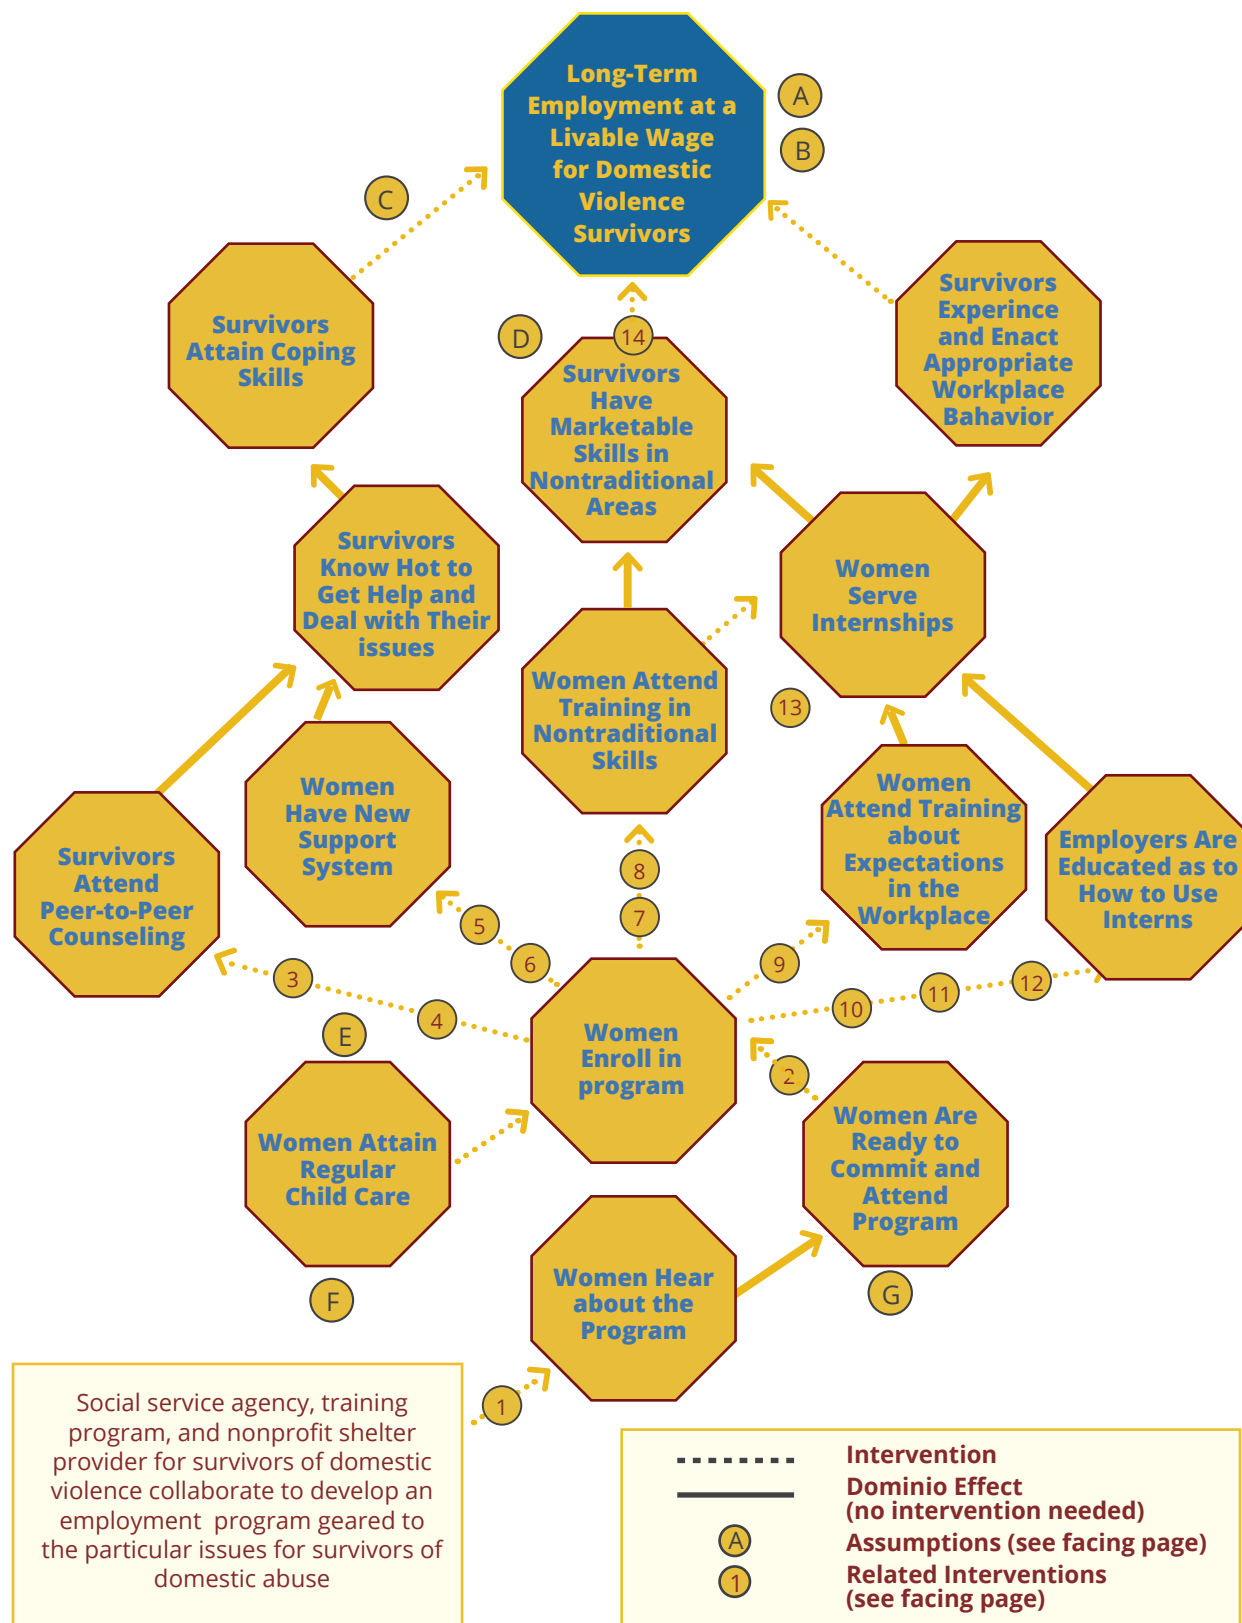 Long-Term
Employment at a
Livable Wage
for Domestic
Violence
Survivors
A
B
C
Survivors
Attain Coping
Skills
D
14
Survivors
Have
Marketable
Skills in
Nontraditional
Areas
Survivors
Experince
and Enact
Appropriate
Workplace
Bahavior
Survivors
Know Hot to
Get Help and
Deal with Their
issues
Women
Serve
Internships
Women Attend
Training in
Nontraditional
Skills
13
Women
Have New
Support
System
Women
Attend Training
about
Expectations
in the
Workplace
Employers Are
Educated as to
How to Use
Interns
Survivors
Attend
Peer-to-Peer
Counseling
8
7
5
6
9
3
4
10
11
12
E
Women
Enroll in
program
2
Women Attain
Regular
Child Care
Women Are
Ready to
Commit and
Attend
Program
F
G
Women Hear
about the
Program
1
Social service agency, training
program, and nonprofit shelter
provider for survivors of domestic
violence collaborate to develop an
employment program geared to
the particular issues for survivors of
domestic abuse
Intervention
Dominio Effect
(no intervention needed)
A Assumptions (see facing page)
1 Related Interventions
(see facing page)